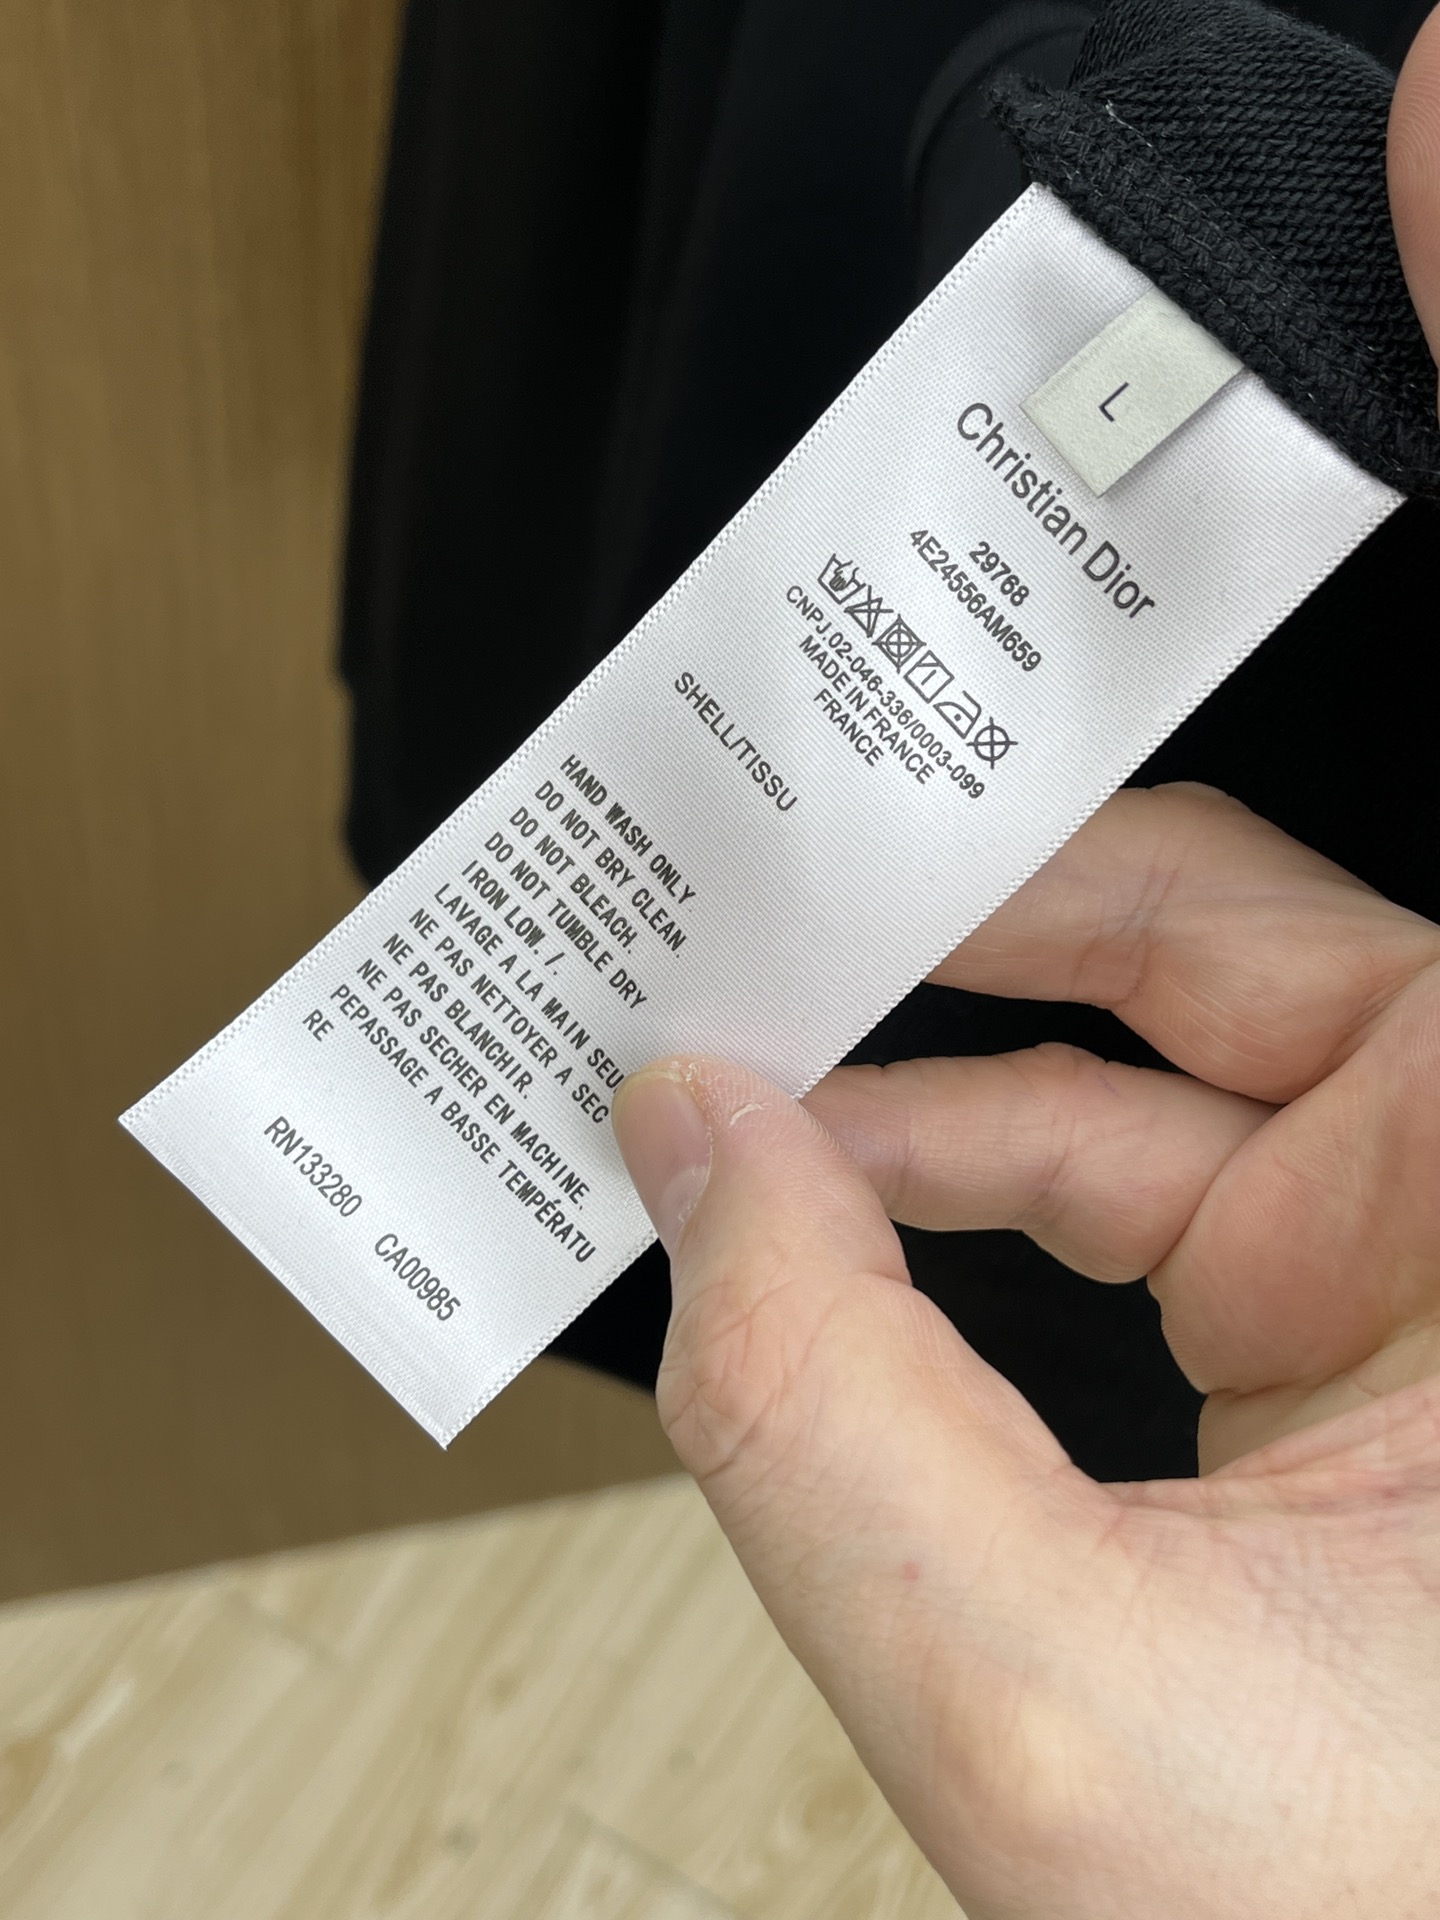 L
Christian Dior
29768
4E24556AM659
CNPJ.02-046-336/0003-099
MADE IN FRANCE
FRANCE
SHELL/TISSU
HAND WASH ONLY.
DO NOT BRY CLEAN.
DO NOT BLEACH.
DO NOT TUMBLE DRY
IRON LOW. /.
LAVAGE A LA MAIN SEU
NE PAS NETTOYER A SEC
NE PAS BLANCHIR.
NE PAS SECHER EN MACHINE.
PEPASSAGE A BASSE TEMPÉRATU
RE
RN133280 CA00985